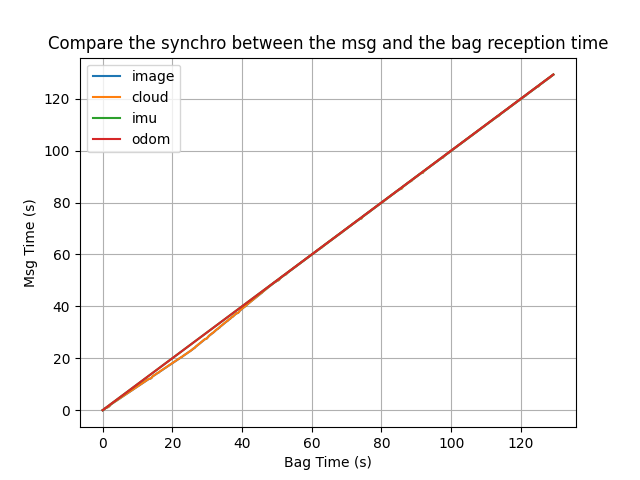 Compare the synchro between the msg and the bag reception time
image
cloud
imu
odom
120
100
80
60
40
20
0
Msg Time (s)
0 20 40 60 80 100 120
Bag Time (s)